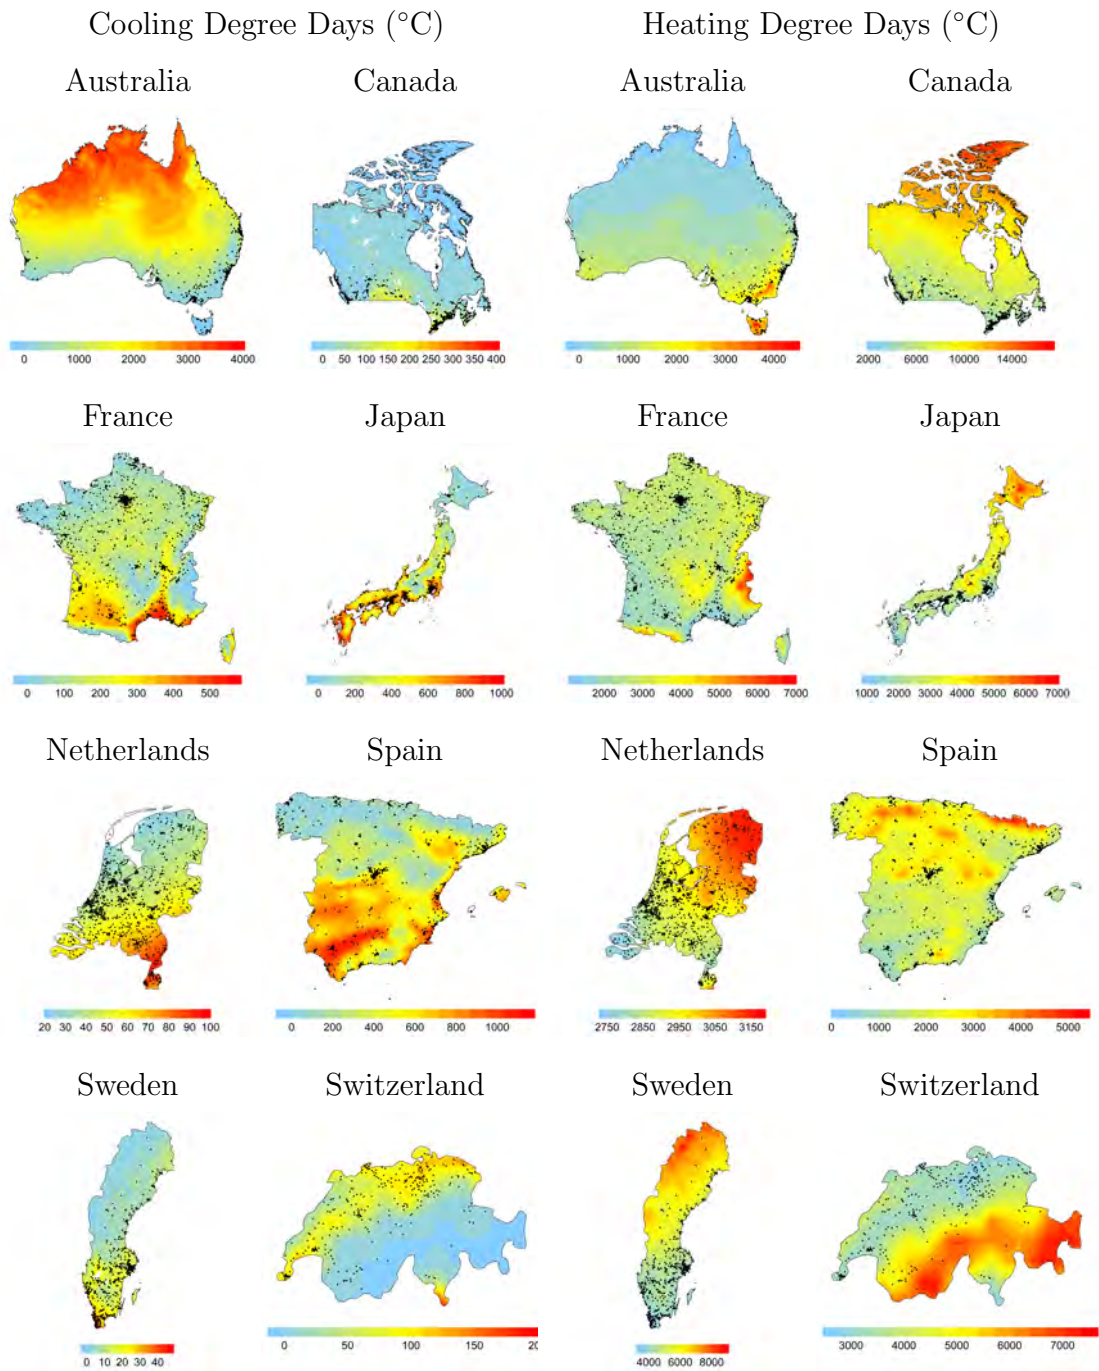 Cooling Degree Days (°C) Heating Degree Days (°C)
Australia Canada Australia Canada
0 1000 2000 3000 4000 0 50 100 150 200 250 300 350 400 0 1000 2000 3000 4000 2000 6000 10000 14000
France Japan France Japan
0 100 200 300 400 500 0 200 400 600 800 1000 2000 3000 4000 5000 6000 7000 1000 2000 3000 4000 5000 6000 7000
Netherlands Spain Netherlands Spain
20 30 40 50 60 70 80 90 100 0 200 400 600 800 1000 2750 2850 2950 3050 3150 0 1000 2000 3000 4000 5000
Sweden Switzerland Sweden Switzerland
0 10 20 30 40 0 50 100 150 20 4000 6000 8000 3000 4000 5000 6000 7000